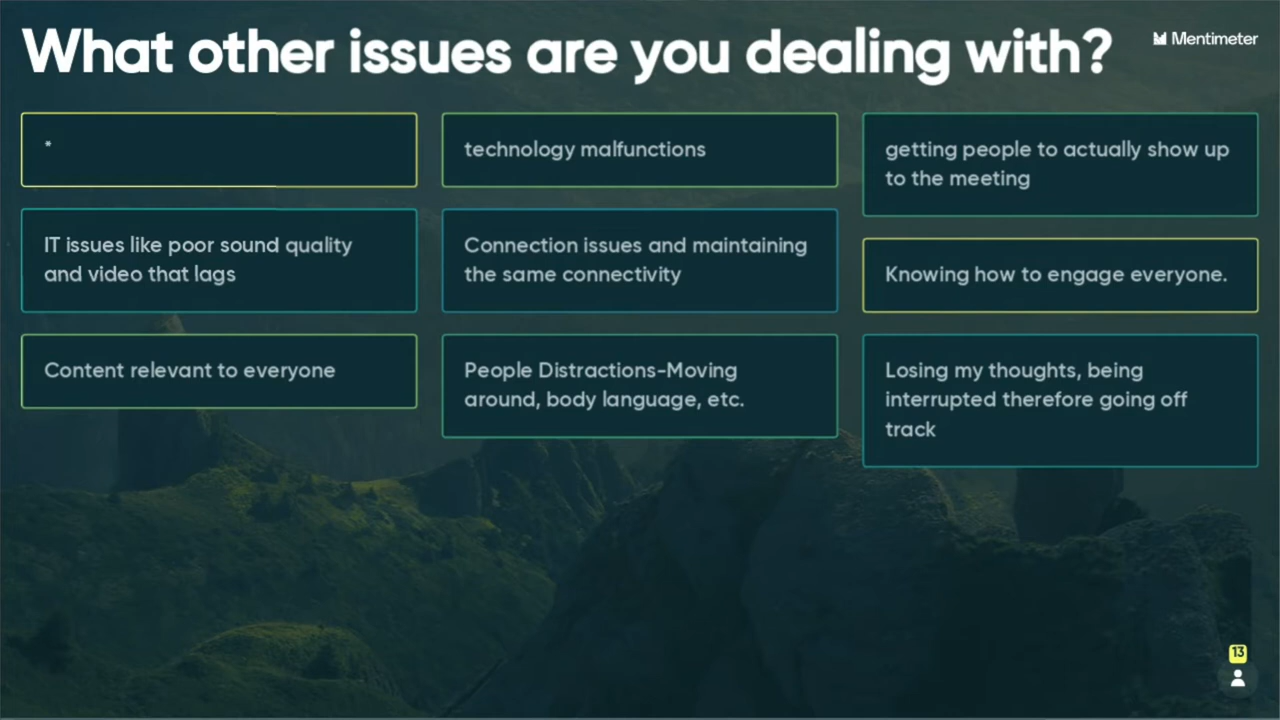 What other issues are you dealing with?
Mentimeter
*
technology malfunctions
getting people to actually show up
to the meeting
IT issues like poor sound quality
and video that lags
Connection issues and maintaining
the same connectivity
Knowing how to engage everyone.
Content relevant to everyone
People Distractions-Moving
around, body language, etc.
Losing my thoughts, being
interrupted therefore going off
track
13